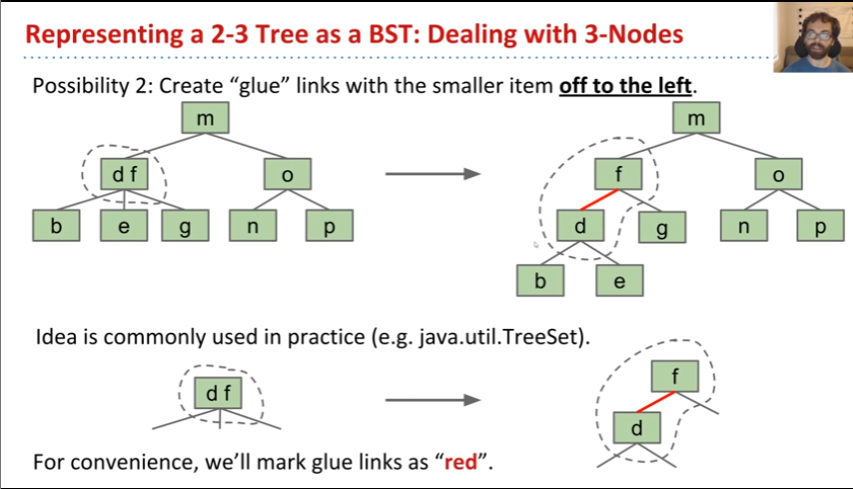 Representing a 2-3 Tree as a BST: Dealing with 3-Nodes
Possibility 2: Create “glue” links with the smaller item off to the left.
m
m
d f
o
f
o
b
e
g
n
p
d
g
n
p
b
e
Idea is commonly used in practice (e.g. java.util.TreeSet).
d f
f
d
For convenience, we’ll mark glue links as “red”.